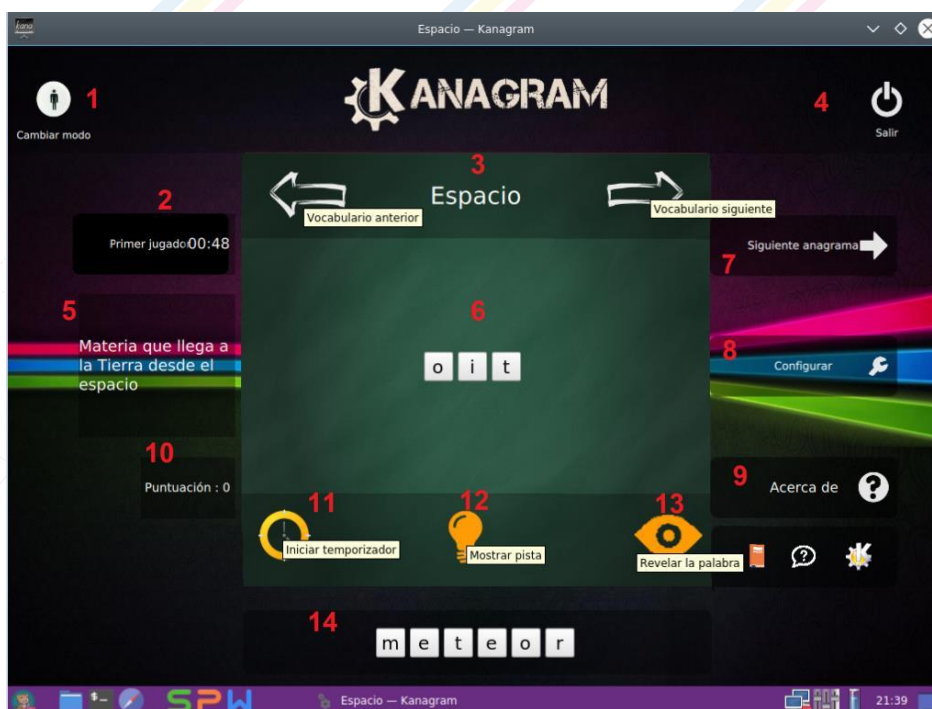 kana
Espacio — Kanagram
1
Cambiar modo
KANAGRAM
4
Salir
3
Espacio
Vocabulario anterior
Vocabulario siguiente
2
Primer jugador 00:48
Siguiente anagrama
7
5
Materia que llega a
la Tierra desde el
espacio
6
o i t
8
Configurar
10
Puntuación : 0
9
Acerca de
?
11
Iniciar temporizador
12
Mostrar pista
13
Revelar la palabra
?
K
14
m e t e o r
SPW
Espacio — Kanagram
21:39